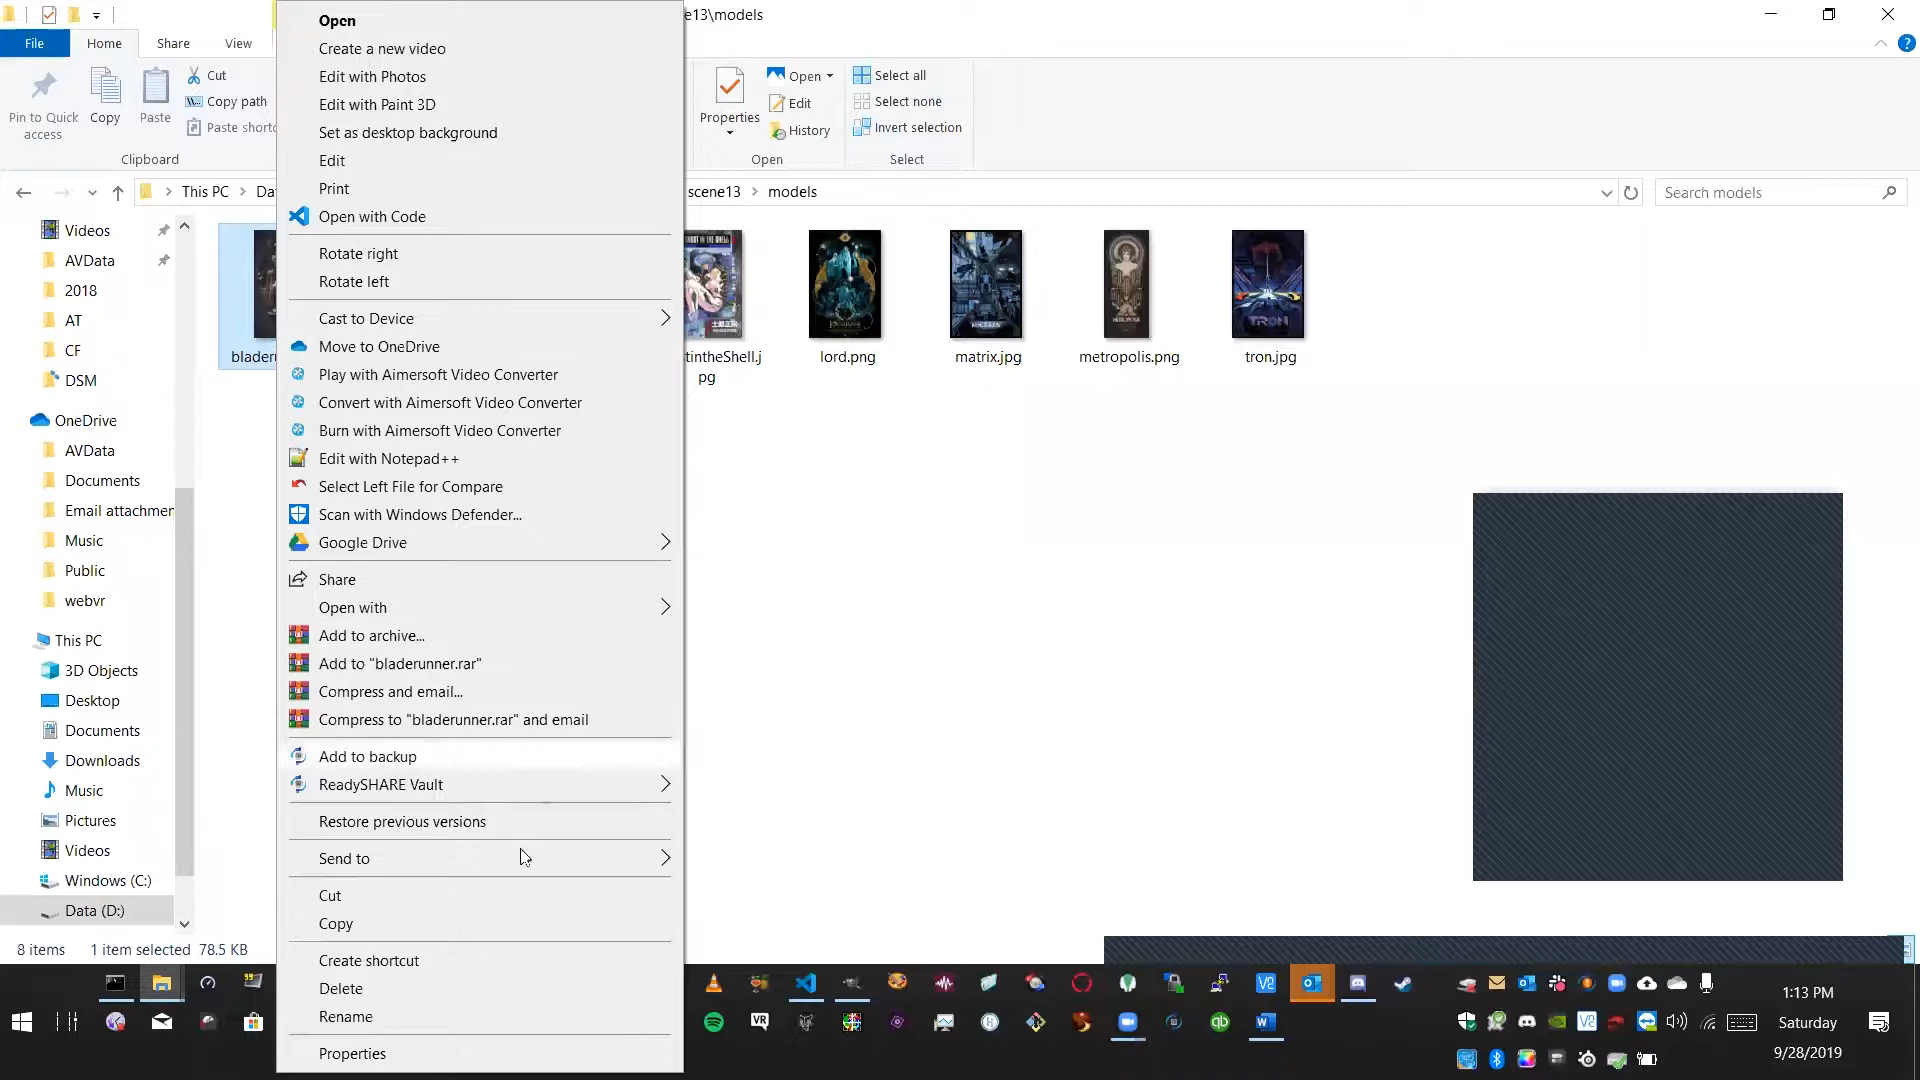 e13\models
File
Home
Share
View
Pin to Quick access
Copy
Paste
Cut
Copy path
Paste shortc
Clipboard
Properties
Open
Edit
History
Open
Select all
Select none
Invert selection
Select
This PC
Da
scene13
models
Search models
Videos
AVData
2018
AT
CF
DSM
OneDrive
AVData
Documents
Email attachmen
Music
Public
webvr
This PC
3D Objects
Desktop
Documents
Downloads
Music
Pictures
Videos
Windows (C:)
Data (D:)
8 items
1 item selected 78.5 KB
Open
Create a new video
Edit with Photos
Edit with Paint 3D
Set as desktop background
Edit
Print
Open with Code
Rotate right
Rotate left
Cast to Device
Move to OneDrive
Play with Aimersoft Video Converter
Convert with Aimersoft Video Converter
Burn with Aimersoft Video Converter
Edit with Notepad++
Select Left File for Compare
Scan with Windows Defender...
Google Drive
Share
Open with
Add to archive...
Add to "bladerunner.rar"
Compress and email...
Compress to "bladerunner.rar" and email
Add to backup
ReadySHARE Vault
Restore previous versions
Send to
Cut
Copy
Create shortcut
Delete
Rename
Properties
bladeru
tintheShell.j
pg
lord.png
matrix.jpg
metropolis.png
TRON
tron.jpg
VR
1:13 PM
Saturday
9/28/2019